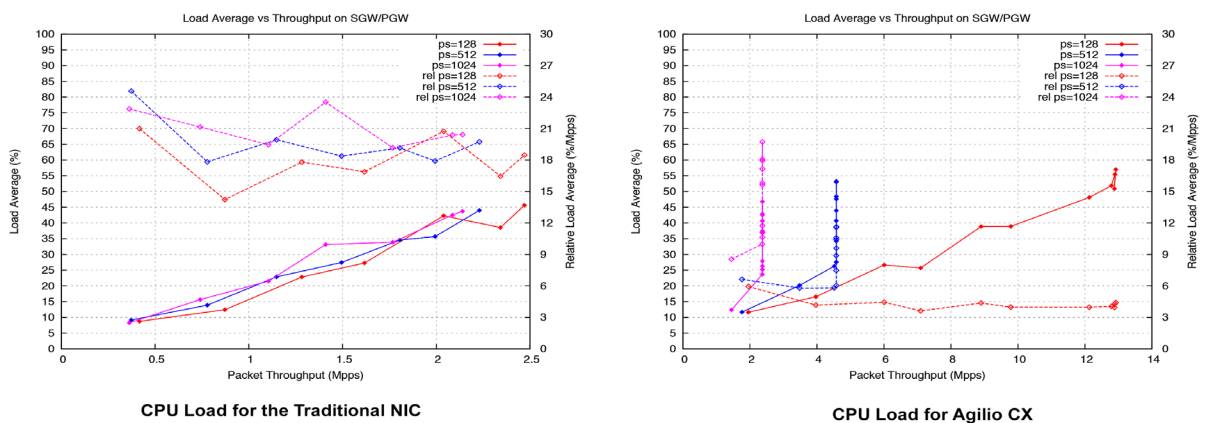 Load Average vs Throughput on SGW/PGW
100
95
90
85
80
75
70
65
60
55
50
45
40
35
30
25
20
15
10
5
0
Load Average (%)
30
27
24
21
18
15
12
9
6
3
0
Relative Load Average (%/Mpps)
ps=128
ps=512
ps=1024
rel ps=128
rel ps=512
rel ps=1024
0 0.5 1 1.5 2 2.5
Packet Throughput (Mpps)
CPU Load for the Traditional NIC
Load Average vs Throughput on SGW/PGW
100
95
90
85
80
75
70
65
60
55
50
45
40
35
30
25
20
15
10
5
0
Load Average (%)
30
27
24
21
18
15
12
9
6
3
0
Relative Load Average (%/Mpps)
ps=128
ps=512
ps=1024
rel ps=128
rel ps=512
rel ps=1024
0 2 4 6 8 10 12 14
Packet Throughput (Mpps)
CPU Load for Agilio CX